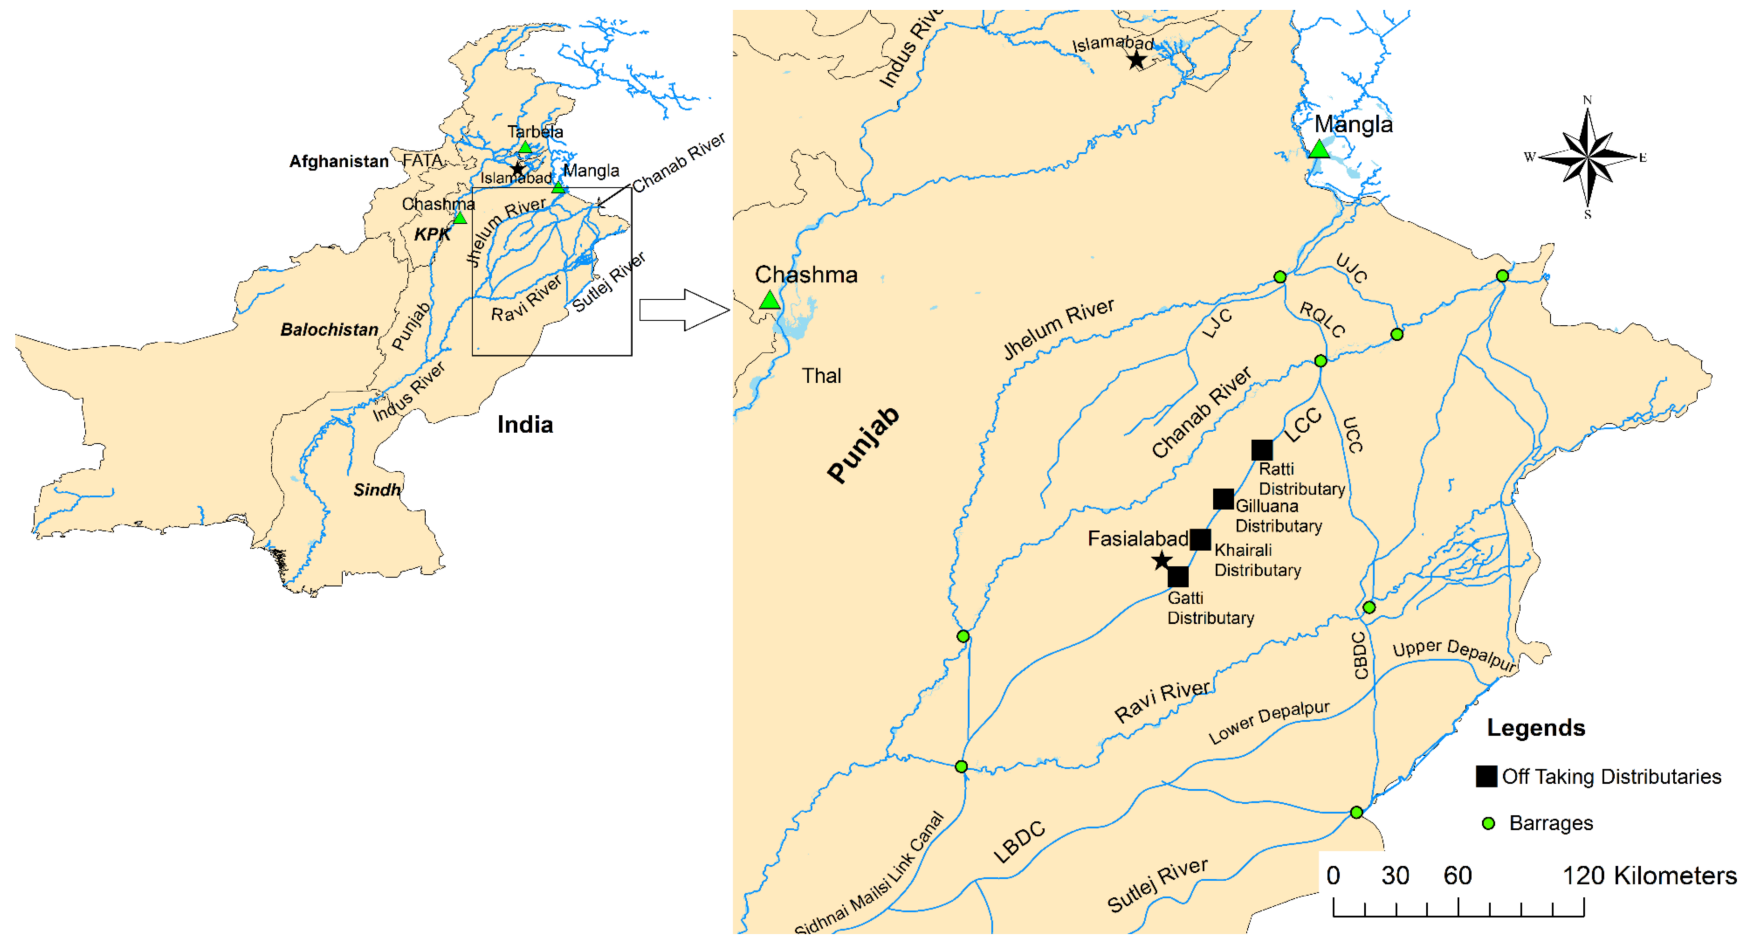 Tarbela
Afghanistan
FATA
Islamabad
Mangla
Chanab River
Chashma
KPK
Jhelum River
Ravi River
Sutlej River
Balochistan
Punjab
Indus River
India
Sindh
Indus River
Islamabad
Mangla
N
W
E
S
Chashma
Thal
Punjab
Jhelum River
LJC
RQLC
UJC
Chanab River
LCC
UCC
Ratti
Distributary
Gilluana
Distributary
Fasialabad
Khairali
Distributary
Gatti
Distributary
CBDC
Upper Depalpur
Ravi River
Lower Depalpur
LBDC
Sidhnai Mailsi Link Canal
Sutlej River
Legends
Off Taking Distributaries
Barrages
0 30 60 120 Kilometers